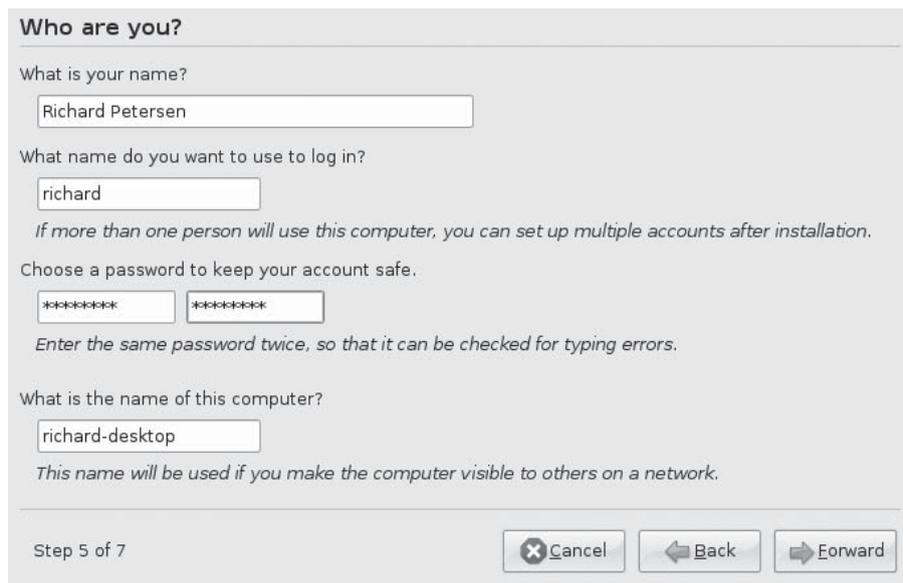 Who are you?
What is your name?
Richard Petersen
What name do you want to use to log in?
richard
If more than one person will use this computer, you can set up multiple accounts after installation.
Choose a password to keep your account safe.
******** ********
Enter the same password twice, so that it can be checked for typing errors.
What is the name of this computer?
richard-desktop
This name will be used if you make the computer visible to others on a network.
Step 5 of 7 Cancel Back Forward